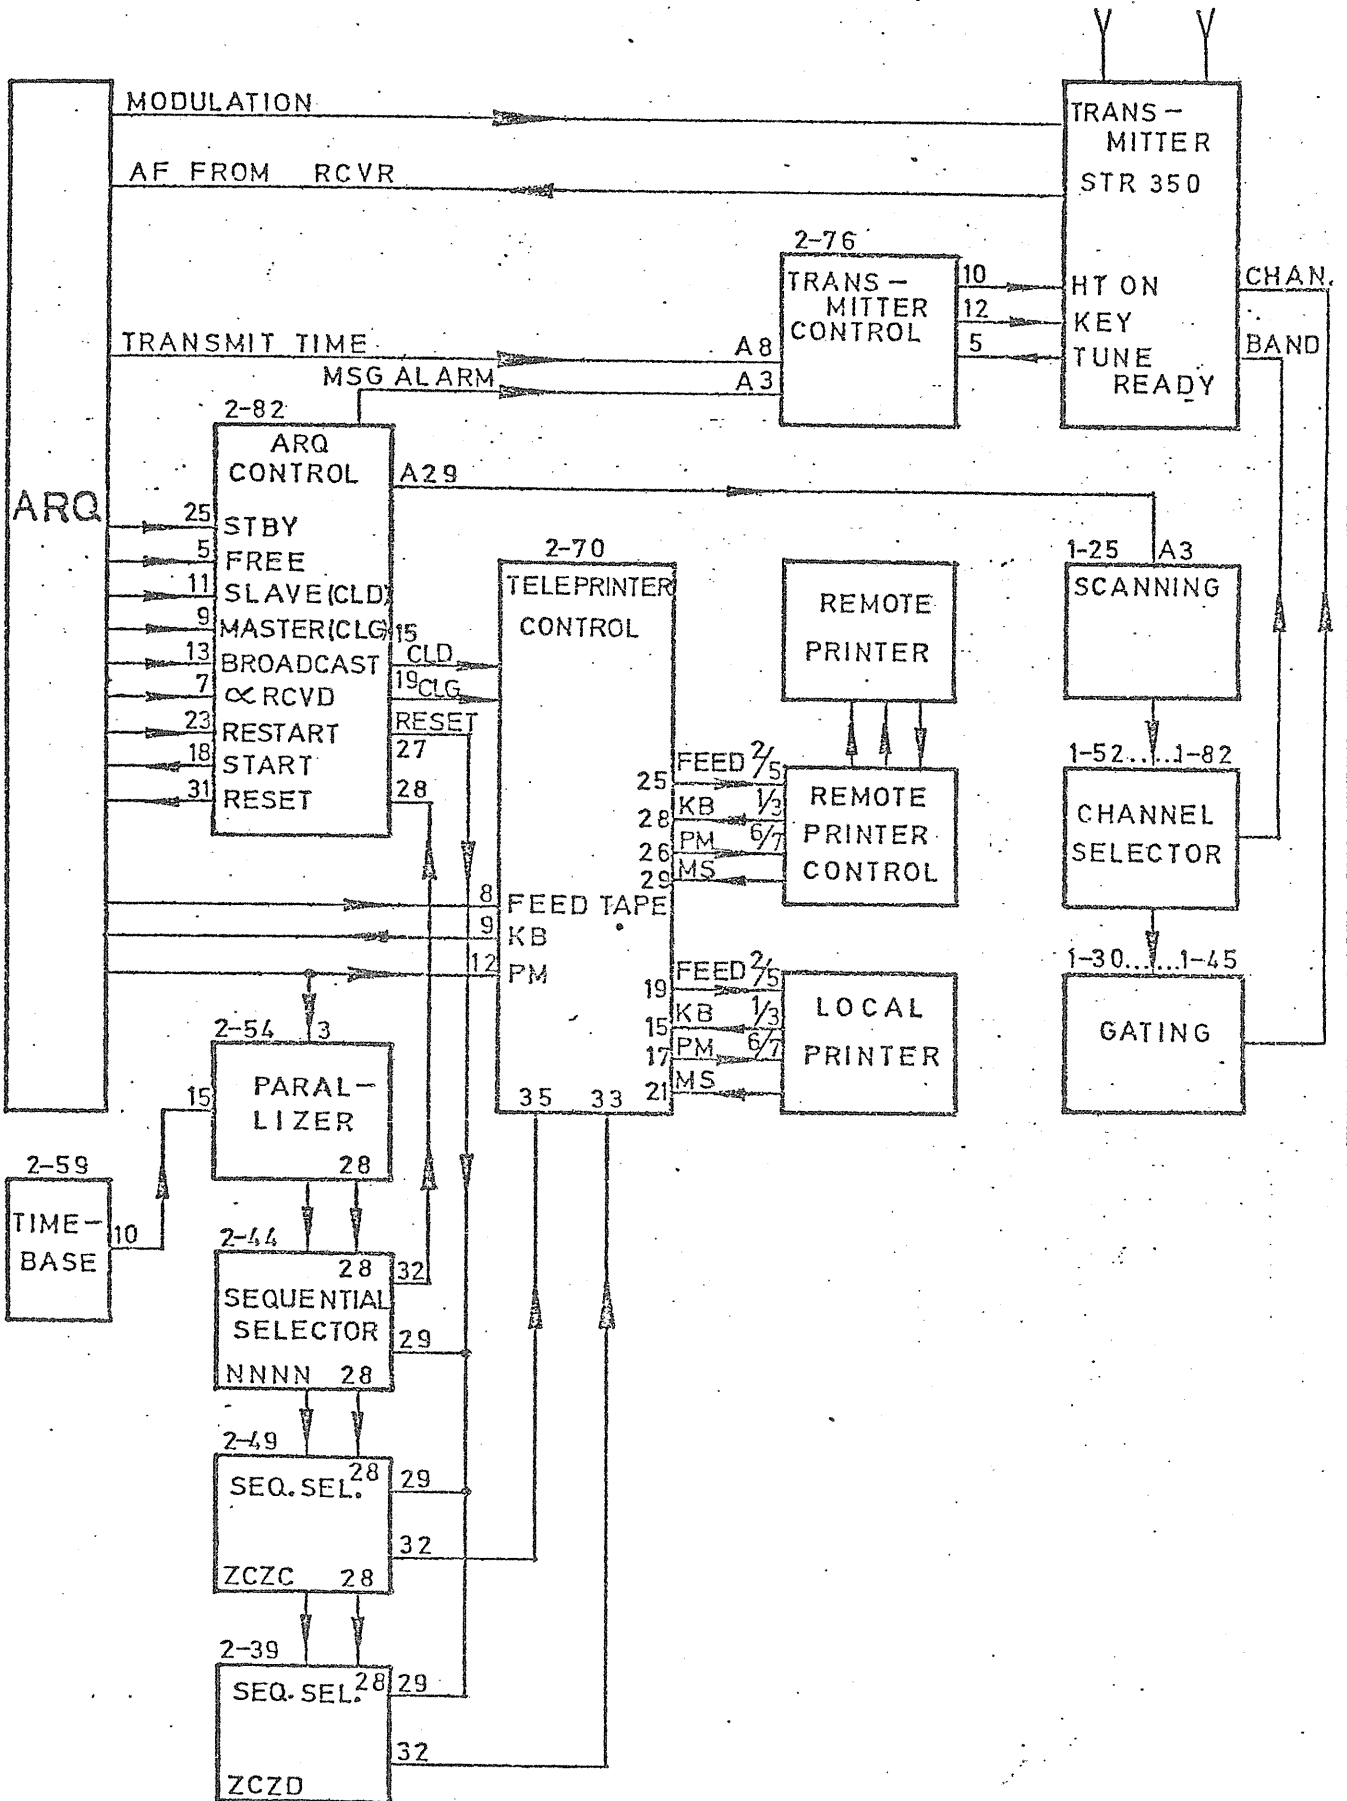 MODULATION
AF FROM RCVR
TRANSMIT TIME
MSG ALARM
ARQ
TRANS-
MITTER
STR 350
HT ON
KEY
TUNE
READY
CHAN.
BAND
2-76
TRANS-
MITTER
CONTROL
10
12
5
A8
A3
2-82
ARQ
CONTROL
A29
25 STBY
5 FREE
11 SLAVE(CLD)
9 MASTER(CLG) 15
13 BROADCAST CLD
7 ∝ RCVD 19 CLG
23 RESTART RESET
27
18 START
31 RESET 28
2-70
TELEPRINTER
CONTROL
8 FEED TAPE
9 KB
12 PM
35 33
25 FEED 2/5
28 KB 1/3
26 PM 6/7
29 MS
19 FEED 2/5
15 KB 1/3
17 PM 6/7
21 MS
REMOTE
PRINTER
REMOTE
PRINTER
CONTROL
LOCAL
PRINTER
1-25 A3
SCANNING
1-52......1-82
CHANNEL
SELECTOR
1-30......1-45
GATING
2-54 3
15
PARAL-
LIZER
28
2-59
TIME-
BASE
10
2-44
28
32
SEQUENTIAL
SELECTOR
29
NNNN 28
2-49
SEQ. SEL. 28
29
32
ZCZC 28
2-39
SEQ. SEL. 28
29
32
ZCZD